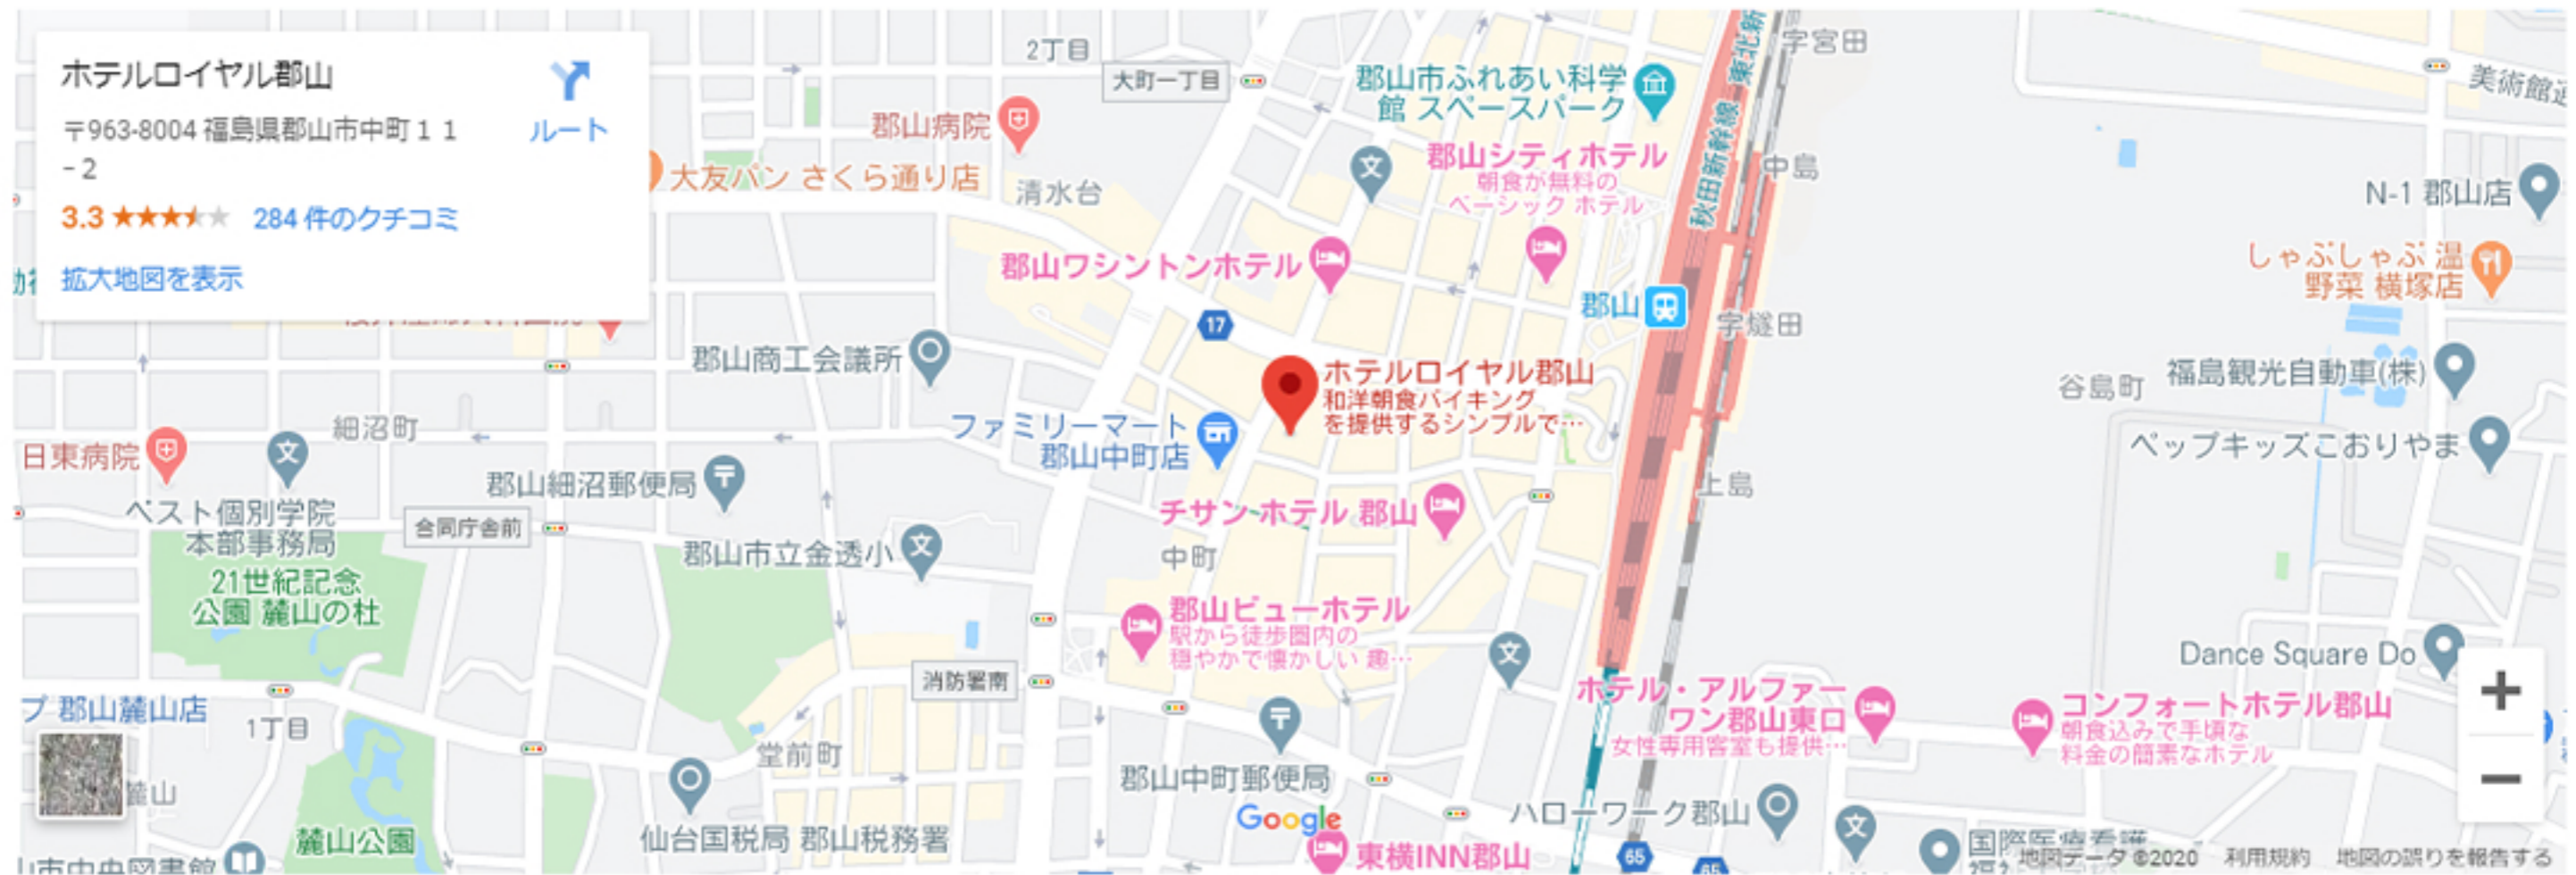 ホテルロイヤル郡山
〒963-8004 福島県郡山市中町１１
−２
ルート
3.3
284 件のクチコミ
拡大地図を表示
2丁目
大町一丁目
郡山市ふれあい科学
館 スペースパーク
秋田新幹線
東北新
字宮田
美術館通
郡山病院
大友パン さくら通り店
清水台
郡山シティホテル
朝食が無料の
ベーシック ホテル
中島
N-1 郡山店
郡山ワシントンホテル
しゃぶしゃぶ 温
野菜 横塚店
郡山
17
字燧田
郡山商工会議所
ホテルロイヤル郡山
和洋朝食バイキング
を提供するシンプルで…
谷島町
福島観光自動車(株)
細沼町
ファミリーマート
郡山中町店
ペップキッズこおりやま
日東病院
郡山細沼郵便局
上島
ベスト個別学院
本部事務局
合同庁舎前
チサン ホテル 郡山
郡山市立金透小
中町
21世紀記念
公園 麓山の杜
郡山ビューホテル
駅から徒歩圏内の
穏やかで懐かしい 趣…
消防署南
Dance Square Do
プ 郡山麓山店
1丁目
ホテル・アルファー
ワン郡山東口
女性専用客室も提供…
コンフォートホテル郡山
朝食込みで手頃な
料金の簡素なホテル
堂前町
郡山中町郵便局
麓山
Google
ハローワーク郡山
麓山公園
仙台国税局 郡山税務署
東横INN郡山
65
65
国際医療看護
山市中央図書館
地図データ ©2020
利用規約
地図の誤りを報告する